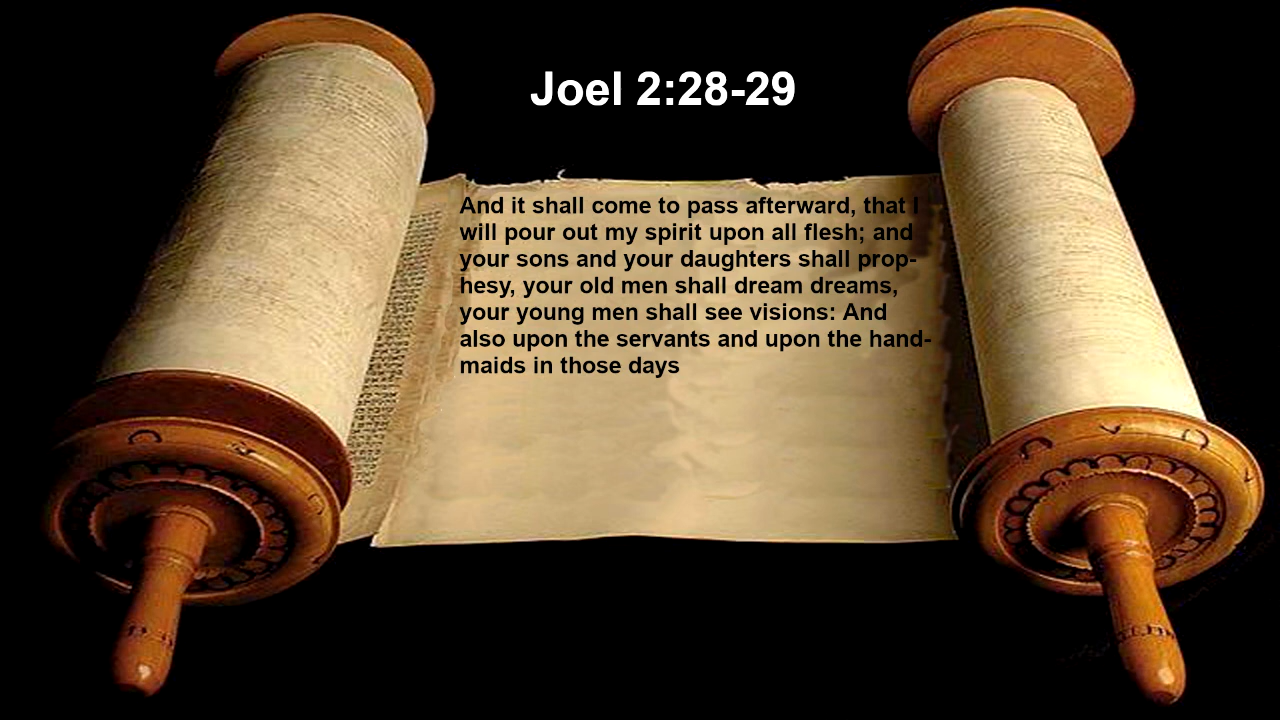 Joel 2:28-29
And it shall come to pass afterward, that I
will pour out my spirit upon all flesh; and
your sons and your daughters shall prop-
hesy, your old men shall dream dreams,
your young men shall see visions: And
also upon the servants and upon the hand-
maids in those days